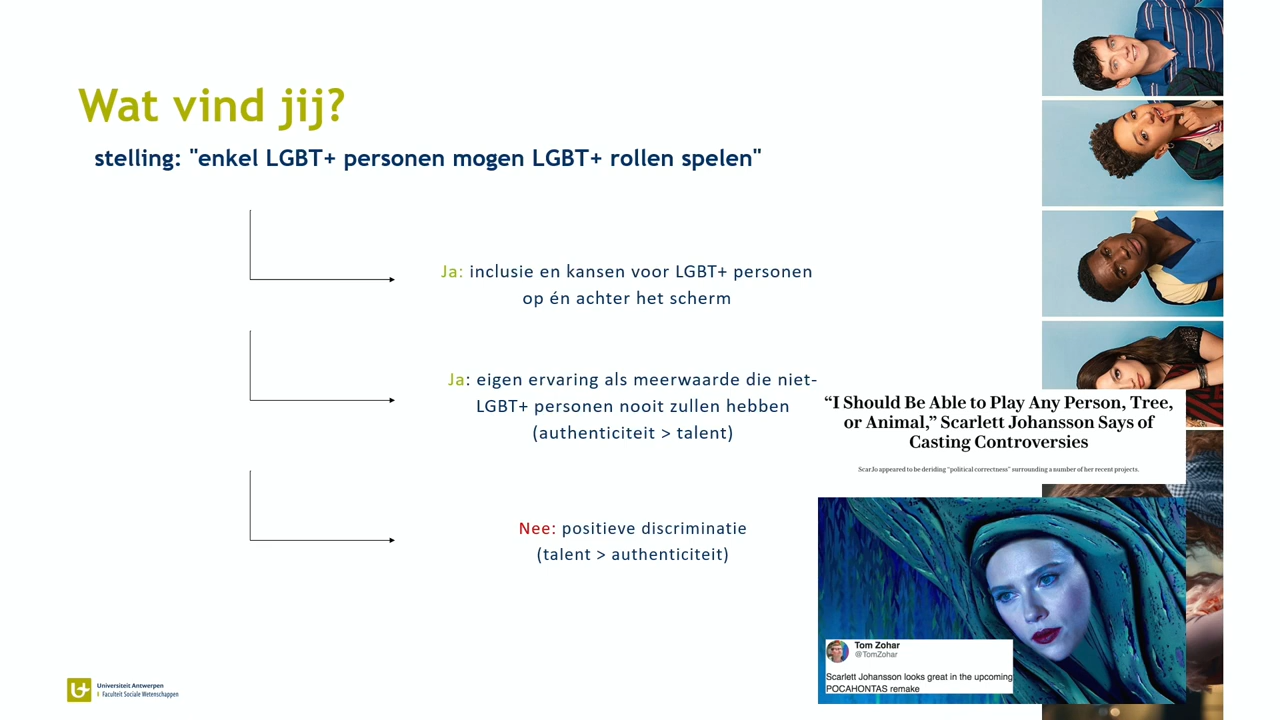 Wat vind jij?
stelling: "enkel LGBT+ personen mogen LGBT+ rollen spelen"
Ja: inclusie en kansen voor LGBT+ personen
op én achter het scherm
Ja: eigen ervaring als meerwaarde die niet-
LGBT+ personen nooit zullen hebben
(authenticiteit > talent)
Nee: positieve discriminatie
(talent > authenticiteit)
“I Should Be Able to Play Any Person, Tree,
or Animal,” Scarlett Johansson Says of
Casting Controversies
ScarJo appeared to be deriding “political correctness” surrounding a number of her recent projects.
Tom Zohar
@TomZohar
Scarlett Johansson looks great in the upcoming
POCAHONTAS remake
Universiteit Antwerpen
Faculteit Sociale Wetenschappen